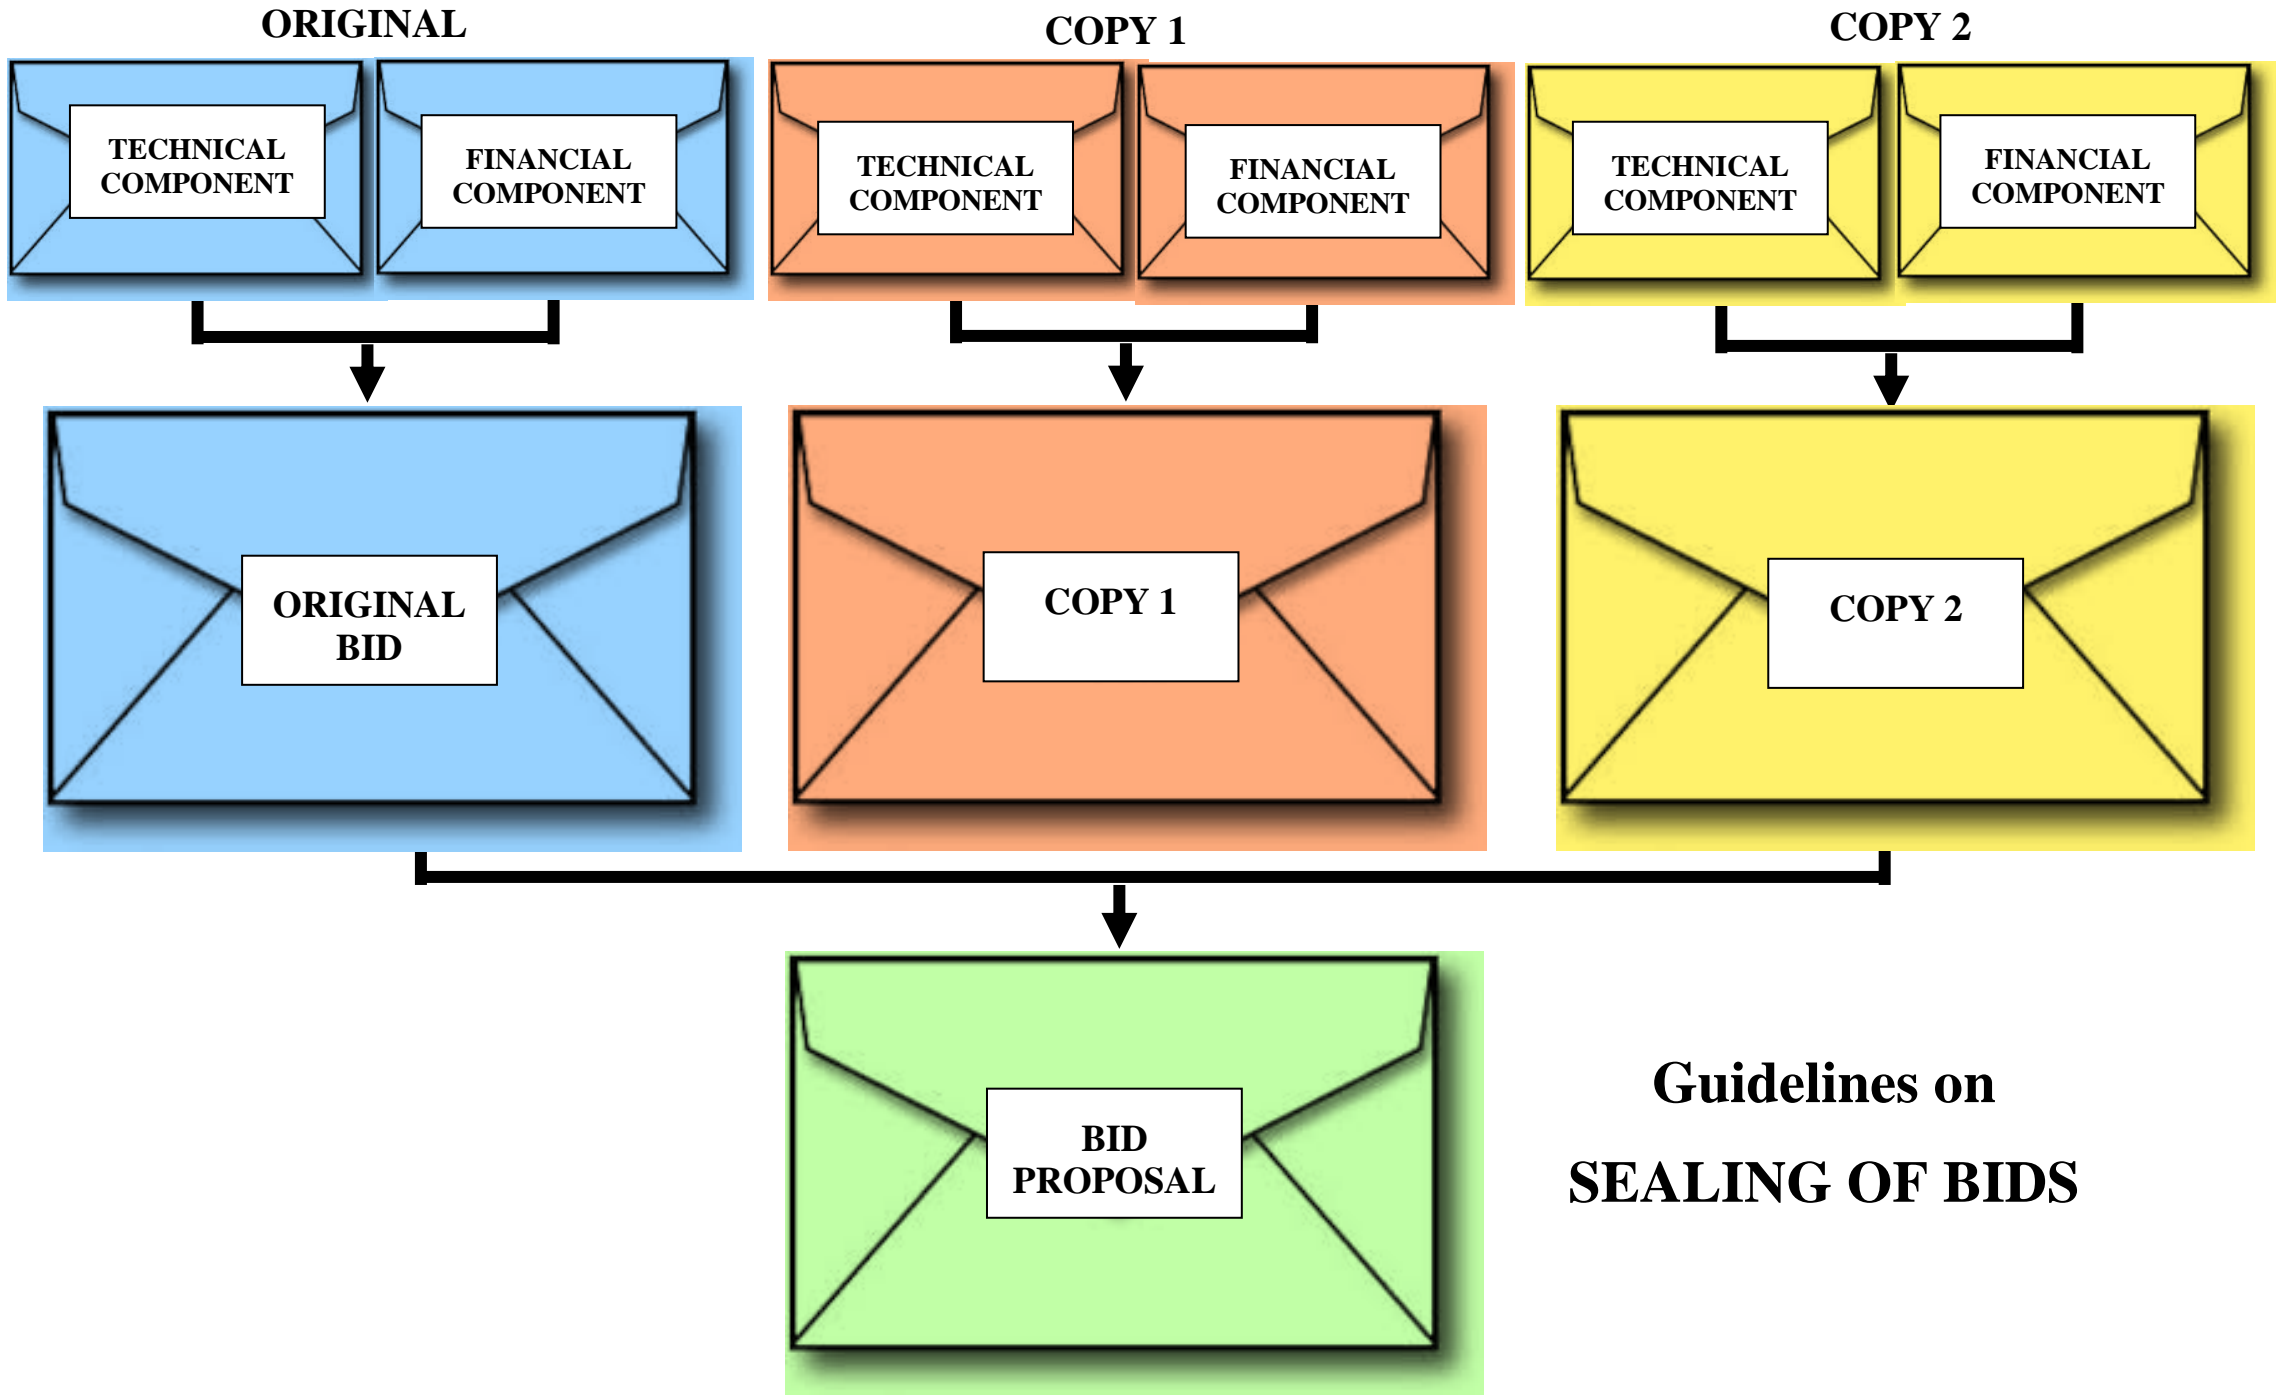 ORIGINAL
COPY 1
COPY 2
TECHNICAL
COMPONENT
FINANCIAL
COMPONENT
TECHNICAL
COMPONENT
FINANCIAL
COMPONENT
TECHNICAL
COMPONENT
FINANCIAL
COMPONENT
ORIGINAL
BID
COPY 1
COPY 2
BID
PROPOSAL
Guidelines on
SEALING OF BIDS